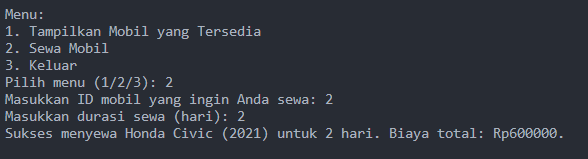 Menu:
1. Tampilkan Mobil yang Tersedia
2. Sewa Mobil
3. Keluar
Pilih menu (1/2/3): 2
Masukkan ID mobil yang ingin Anda sewa: 2
Masukkan durasi sewa (hari): 2
Sukses menyewa Honda Civic (2021) untuk 2 hari. Biaya total: Rp600000.